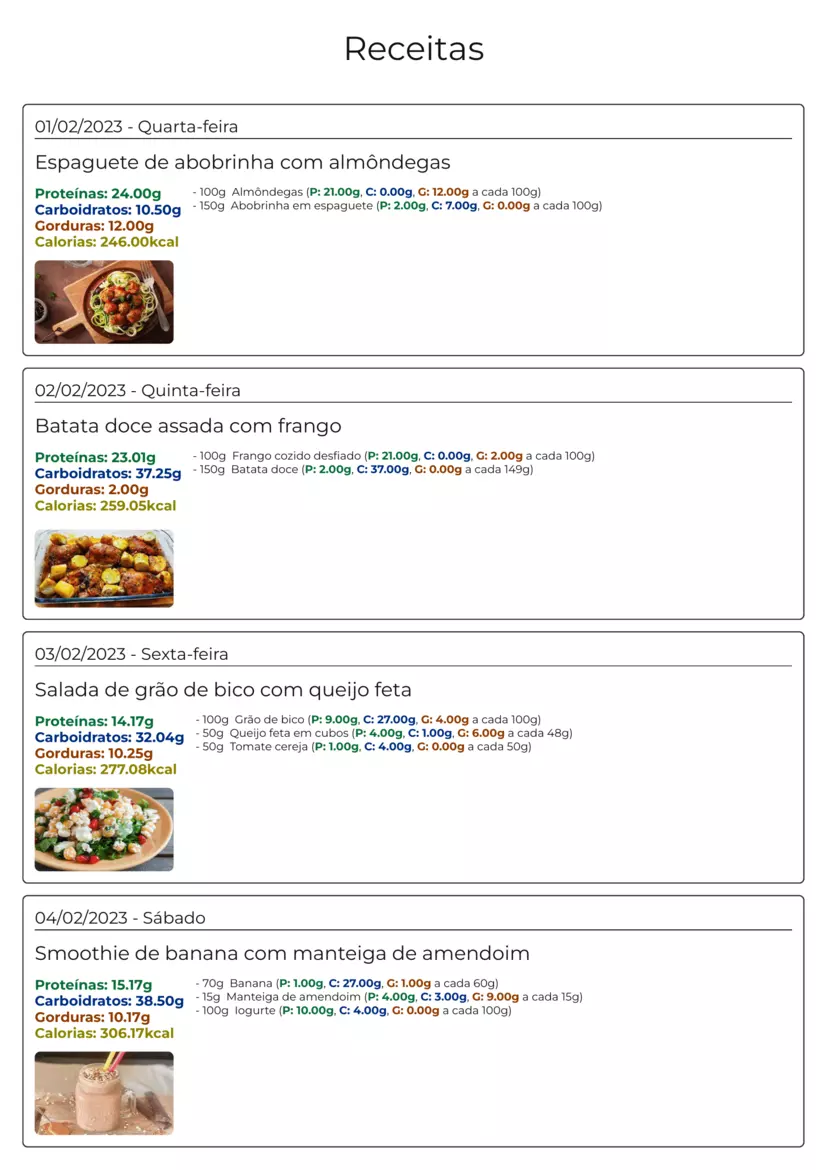 Receitas
01/02/2023 - Quarta-feira
Espaguete de abobrinha com almôndegas
Proteínas: 24.00g
Carboidratos: 10.50g
Gorduras: 12.00g
Calorias: 246.00kcal
- 100g Almôndegas (P: 21.00g, C: 0.00g, G: 12.00g a cada 100g)
- 150g Abobrinha em espaguete (P: 2.00g, C: 7.00g, G: 0.00g a cada 100g)
02/02/2023 - Quinta-feira
Batata doce assada com frango
Proteínas: 23.01g
Carboidratos: 37.25g
Gorduras: 2.00g
Calorias: 259.05kcal
- 100g Frango cozido desfiado (P: 21.00g, C: 0.00g, G: 2.00g a cada 100g)
- 150g Batata doce (P: 2.00g, C: 37.00g, G: 0.00g a cada 149g)
03/02/2023 - Sexta-feira
Salada de grão de bico com queijo feta
Proteínas: 14.17g
Carboidratos: 32.04g
Gorduras: 10.25g
Calorias: 277.08kcal
- 100g Grão de bico (P: 9.00g, C: 27.00g, G: 4.00g a cada 100g)
- 50g Queijo feta em cubos (P: 4.00g, C: 1.00g, G: 6.00g a cada 48g)
- 50g Tomate cereja (P: 1.00g, C: 4.00g, G: 0.00g a cada 50g)
04/02/2023 - Sábado
Smoothie de banana com manteiga de amendoim
Proteínas: 15.17g
Carboidratos: 38.50g
Gorduras: 10.17g
Calorias: 306.17kcal
- 70g Banana (P: 1.00g, C: 27.00g, G: 1.00g a cada 60g)
- 15g Manteiga de amendoim (P: 4.00g, C: 3.00g, G: 9.00g a cada 15g)
- 100g Iogurte (P: 10.00g, C: 4.00g, G: 0.00g a cada 100g)